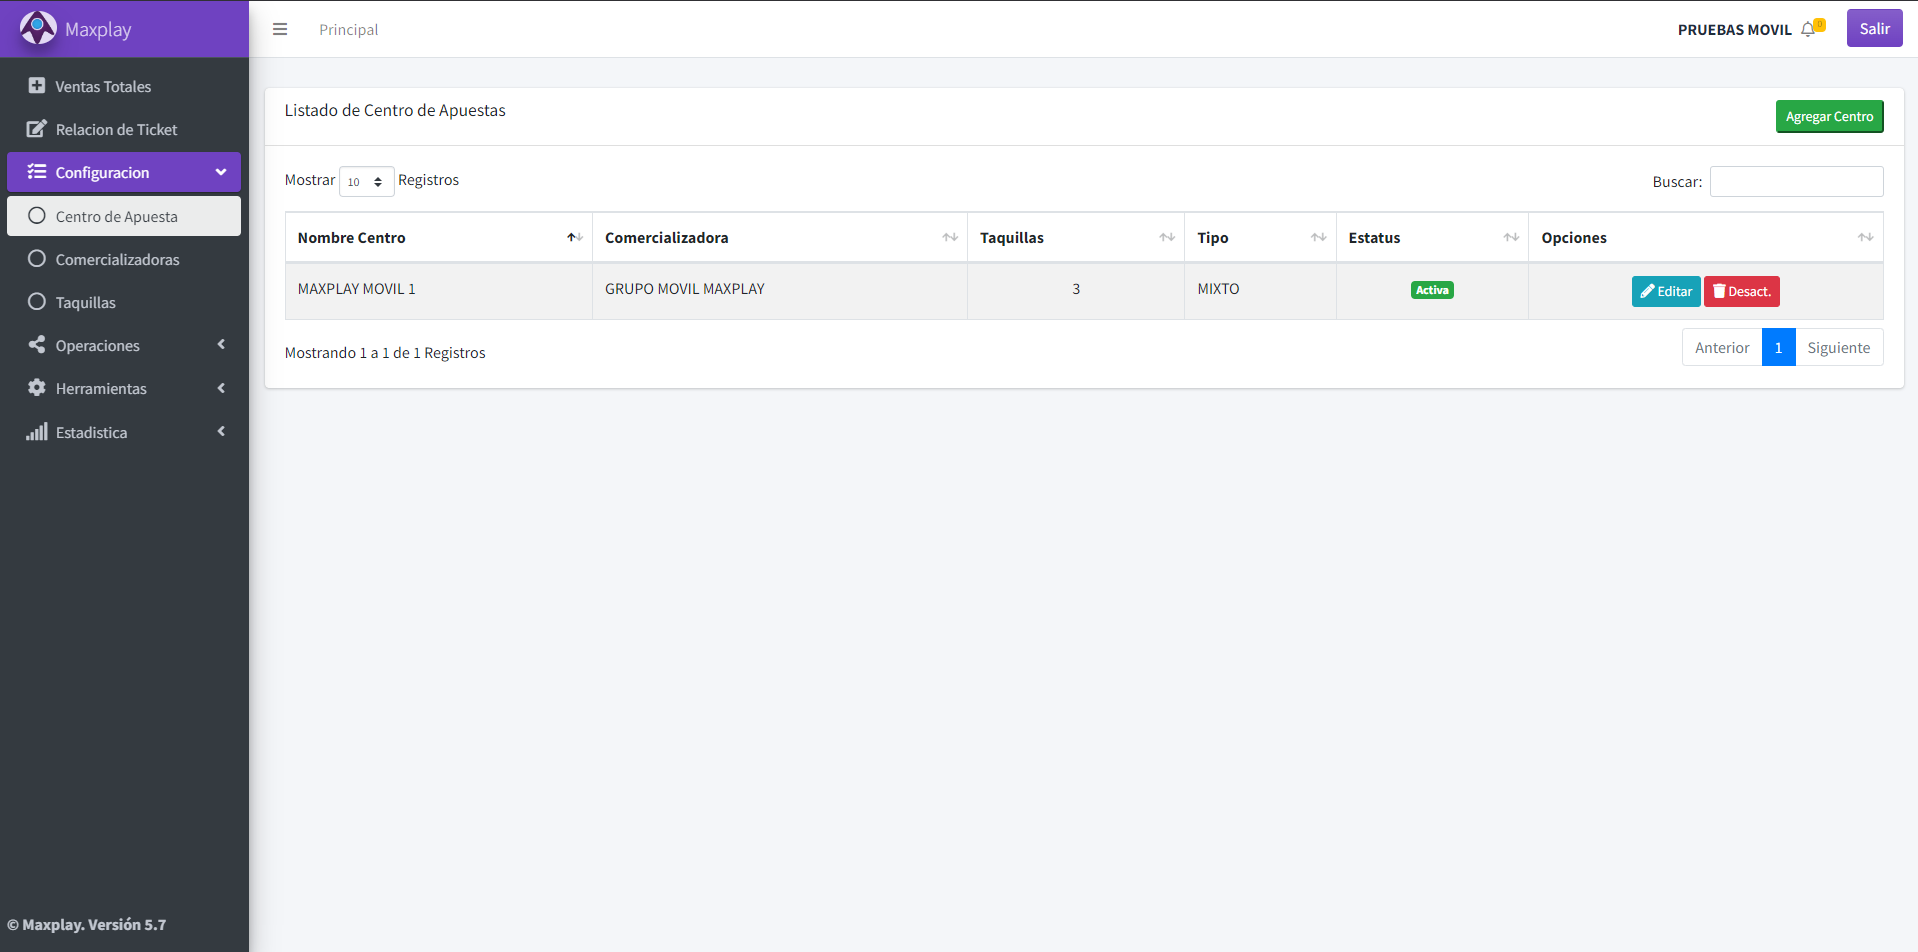 Maxplay
Principal
PRUEBAS MOVIL
0
Salir
Ventas Totales
Relacion de Ticket
Configuracion
Centro de Apuesta
Comercializadoras
Taquillas
Operaciones
Herramientas
Estadistica
© Maxplay. Versión 5.7
Listado de Centro de Apuestas
Agregar Centro
Mostrar 10 Registros
Buscar:
Nombre Centro Comercializadora Taquillas Tipo Estatus Opciones
MAXPLAY MOVIL 1 GRUPO MOVIL MAXPLAY 3 MIXTO Activa Editar Desact.
Mostrando 1 a 1 de 1 Registros
Anterior 1 Siguiente